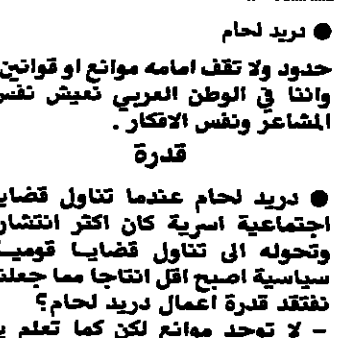 ● دريد لحام
حدود ولا تقف امامه موانع او قوانين
واننا في الوطن العربي نعيش نفس
المشاعر ونفس الافكار .
قدرة
● دريد لحام عندما تناول قضايا
اجتماعية اسرية كان اكثر انتشار
وتحوله الى تناول قضايا قومية
سياسية اصبح اقل انتاجا مما جعلنا
نفتقد قدرة اعمال دريد لحام؟
– لا توجد موانع لكن كما تعلم